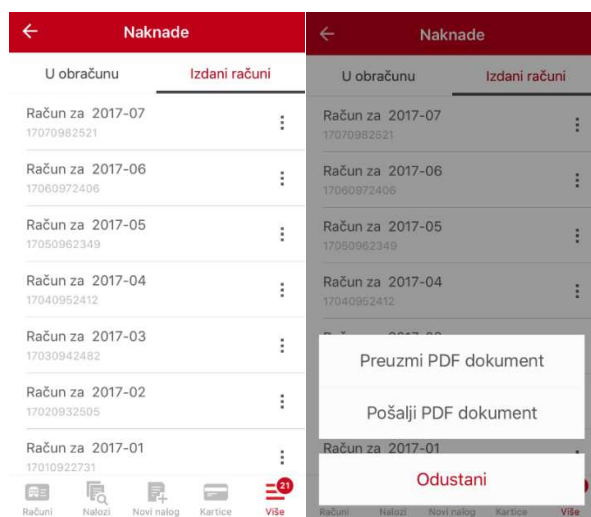 Naknade
U obračunu Izdani računi
Račun za 2017-07
17070982521
Račun za 2017-06
17060972406
Račun za 2017-05
17050962349
Račun za 2017-04
17040952412
Račun za 2017-03
17030942482
Račun za 2017-02
17020932505
Račun za 2017-01
17010922731
21
Računi Nalozi Novi nalog Kartice Više
Naknade
U obračunu Izdani računi
Račun za 2017-07
17070982521
Račun za 2017-06
17060972406
Račun za 2017-05
17050962349
Račun za 2017-04
17040952412
Preuzmi PDF dokument
Pošalji PDF dokument
Račun za 2017-01
Odustani
Računi Nalozi Novi nalog Kartice Više